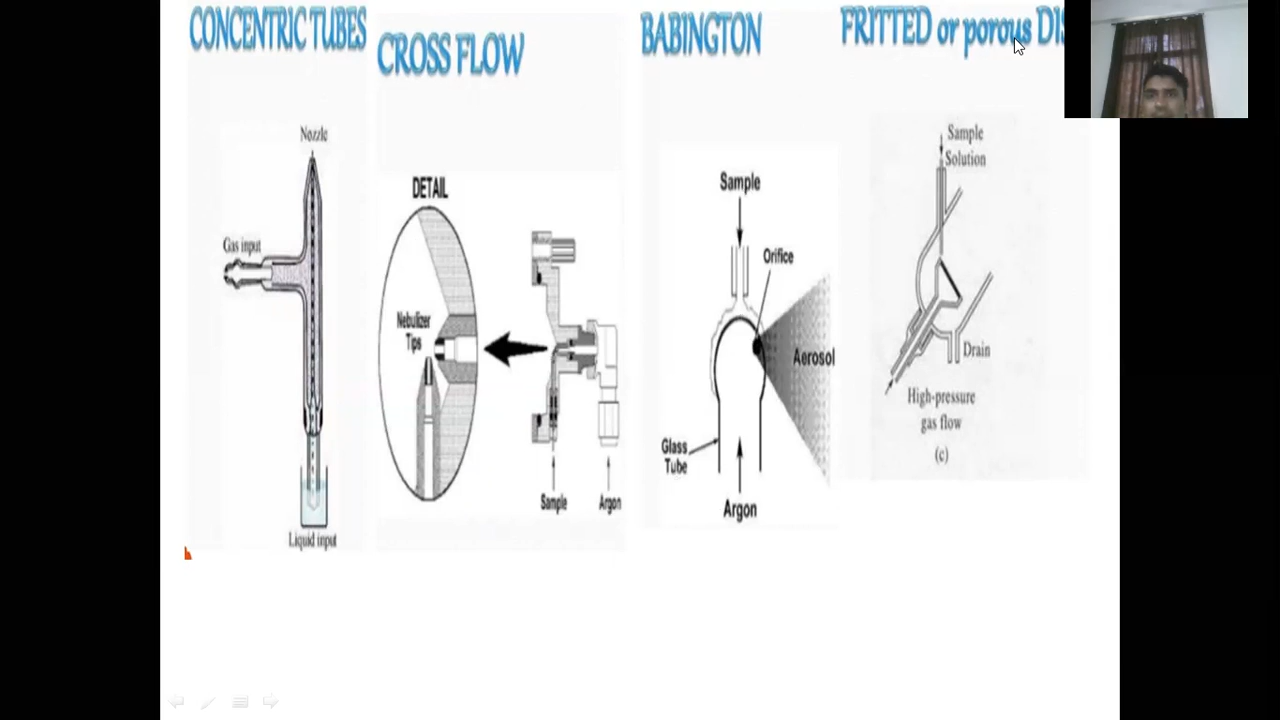 CONCENTRIC TUBES
Nozzle
Gas input
Liquid input
CROSS FLOW
DETAIL
Nebulizer
Tips
Sample
Argon
BABINGTON
Sample
Orifice
Aerosol
Glass
Tube
Argon
FRITTED or porous DIS
Sample
Solution
Drain
High-pressure
gas flow
(c)